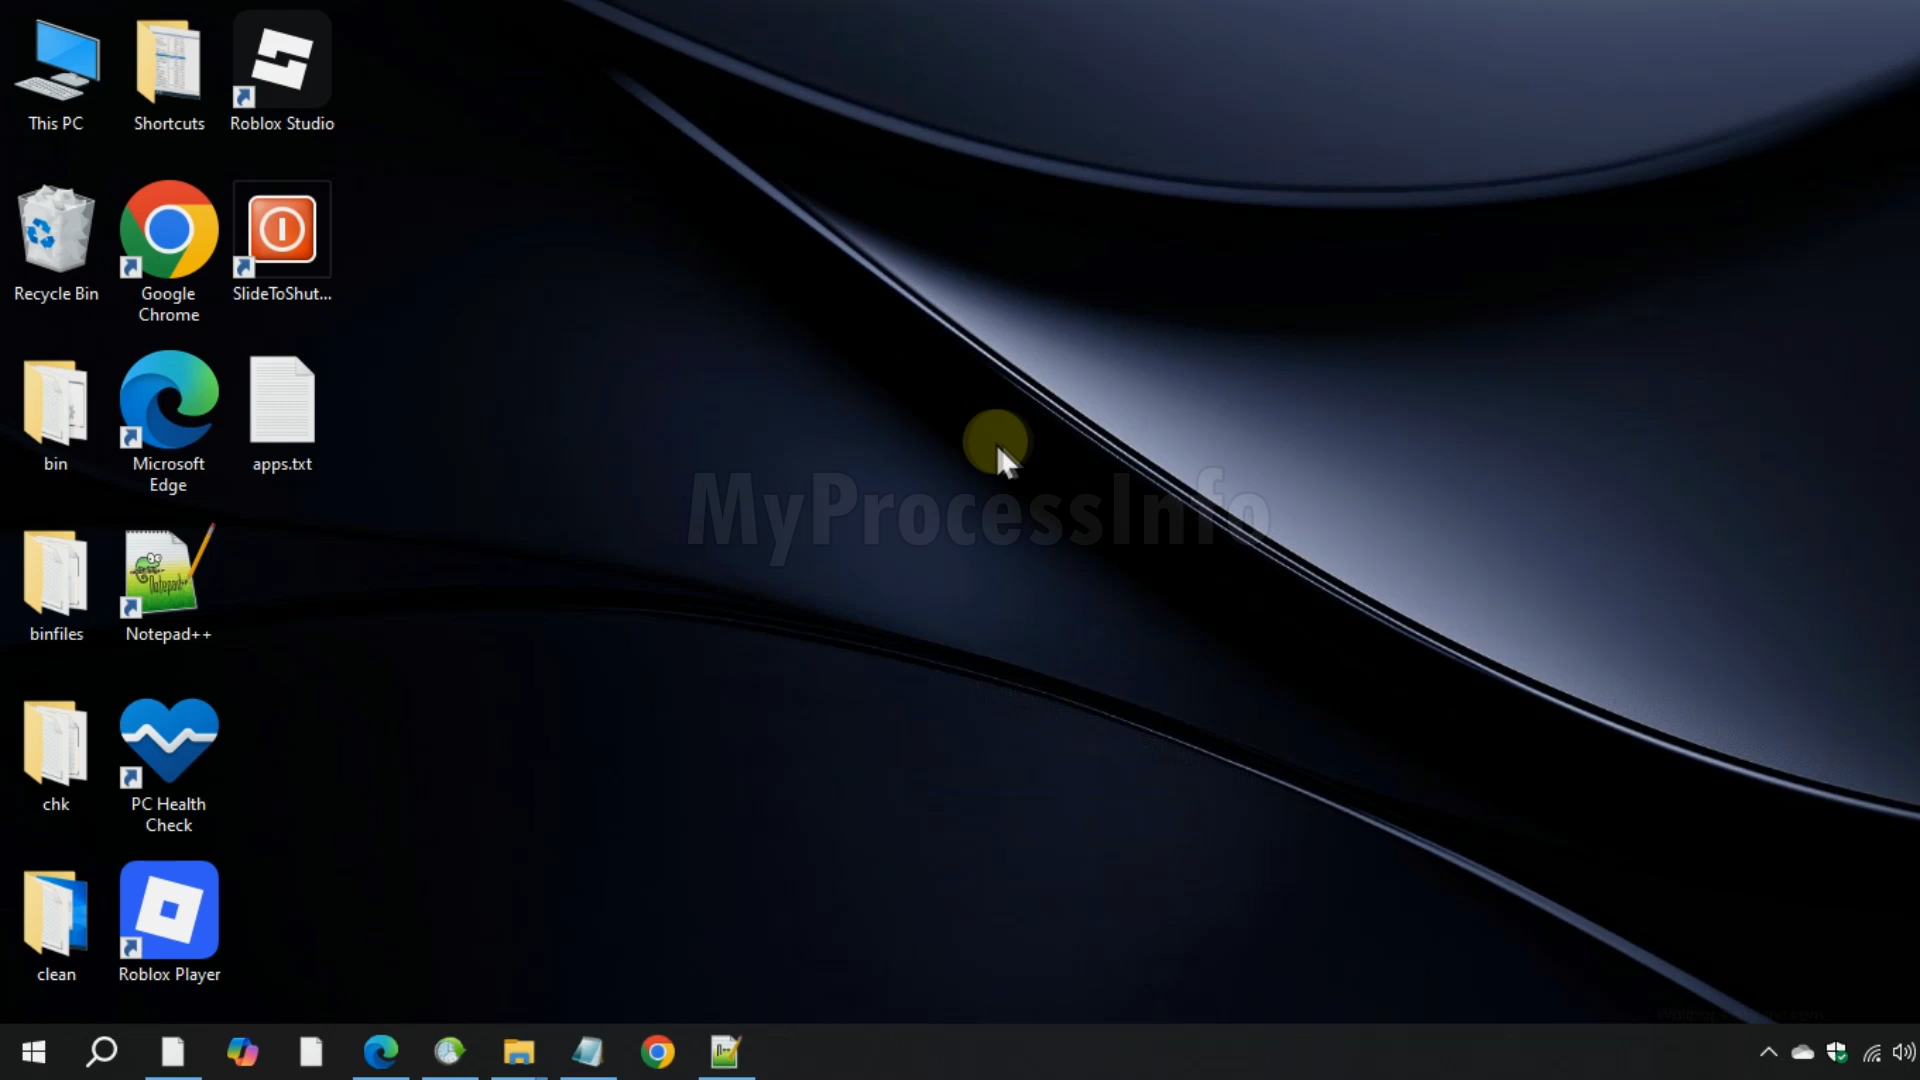 This PC
Shortcuts
Roblox Studio
Recycle Bin
Google
Chrome
SlideToShut...
bin
Microsoft
Edge
apps.txt
MyProcessInfo
binfiles
Notepad++
chk
PC Health
Check
clean
Roblox Player